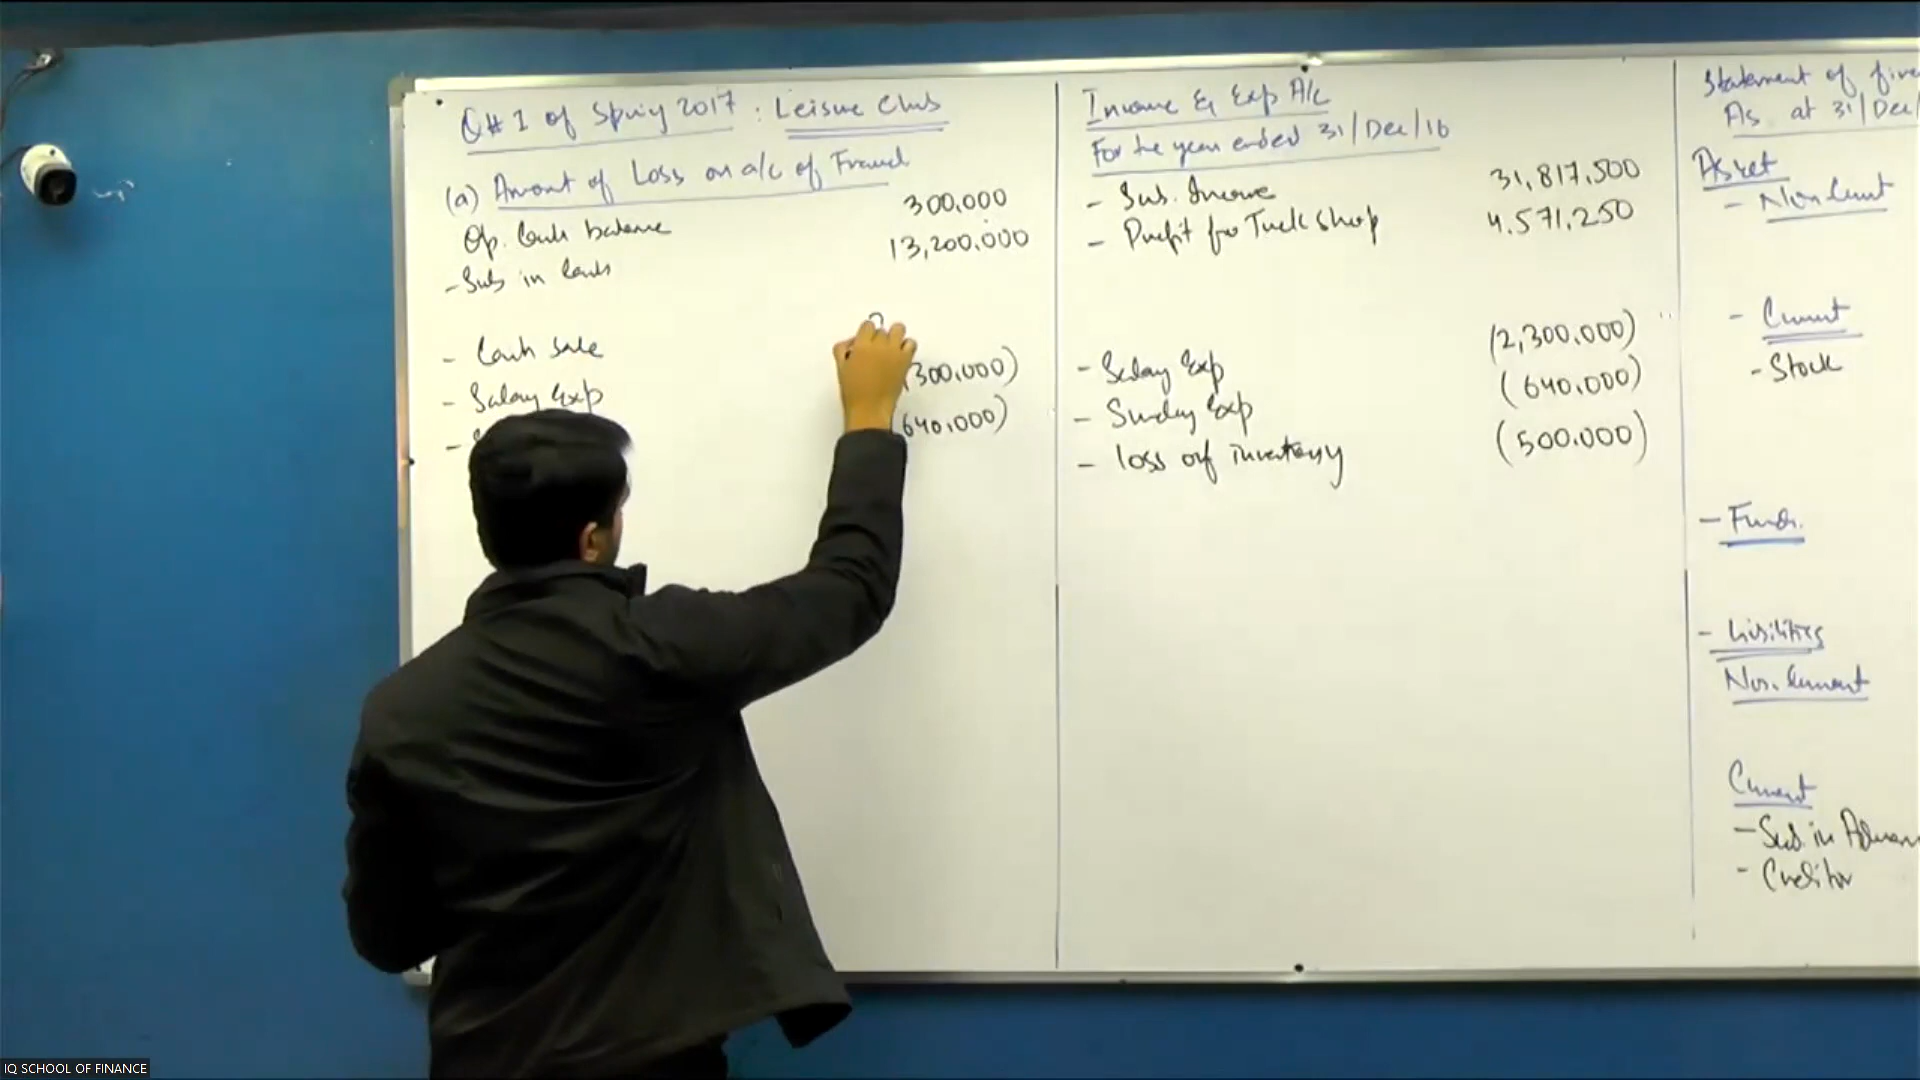 Q#1 of Spring 2017 : Leisure Club
(a) Amount of Loss on a/c of Fraud
Op. Cash balance 300,000
- Sub in Cash 13,200,000
- Cash sale
- Salary Exp 300,000)
- (640,000)
Income & Exp A/c
For the year ended 31/Dec/16
- Sub. Income 31,817,500
- Profit for Tuck shop 4,571,250
- Salary Exp (2,300,000)
- Sunday Exp (640,000)
- loss of inventory (500,000)
Statement of fina
As at 31/Dec/
Asset
- Non Current
- Current
- Stock
- Funds.
- Liabilities
Non. Current
Current
- Sub. in Advan
- Creditor
IQ SCHOOL OF FINANCE